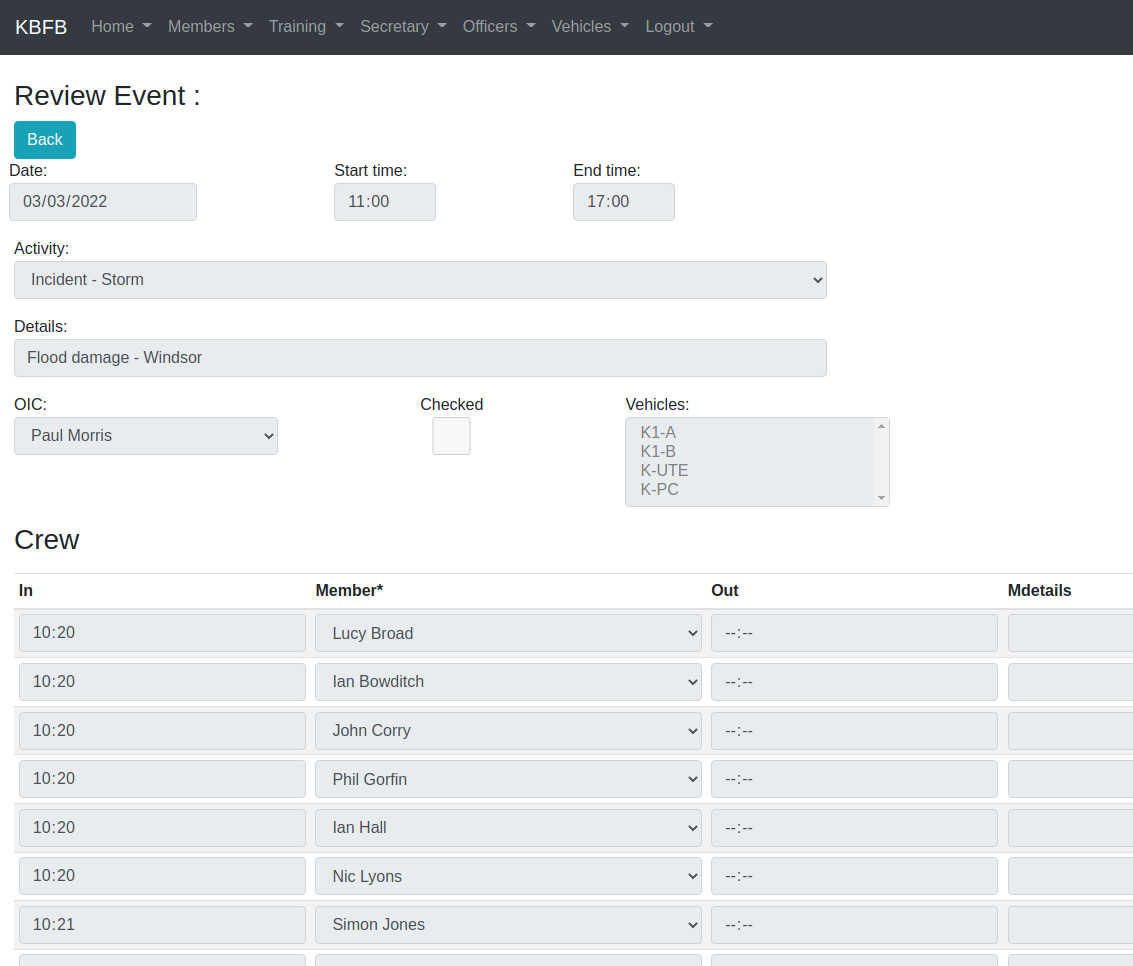 KBFB Home Members Training Secretary Officers Vehicles Logout
Review Event :
Back
Date: Start time: End time:
03/03/2022 11:00 17:00
Activity:
Incident - Storm
Details:
Flood damage - Windsor
OIC: Checked Vehicles:
Paul Morris K1-A
K1-B
K-UTE
K-PC
Crew
In Member* Out Mdetails
10:20 Lucy Broad --:--
10:20 Ian Bowditch --:--
10:20 John Corry --:--
10:20 Phil Gorfin --:--
10:20 Ian Hall --:--
10:20 Nic Lyons --:--
10:21 Simon Jones --:--